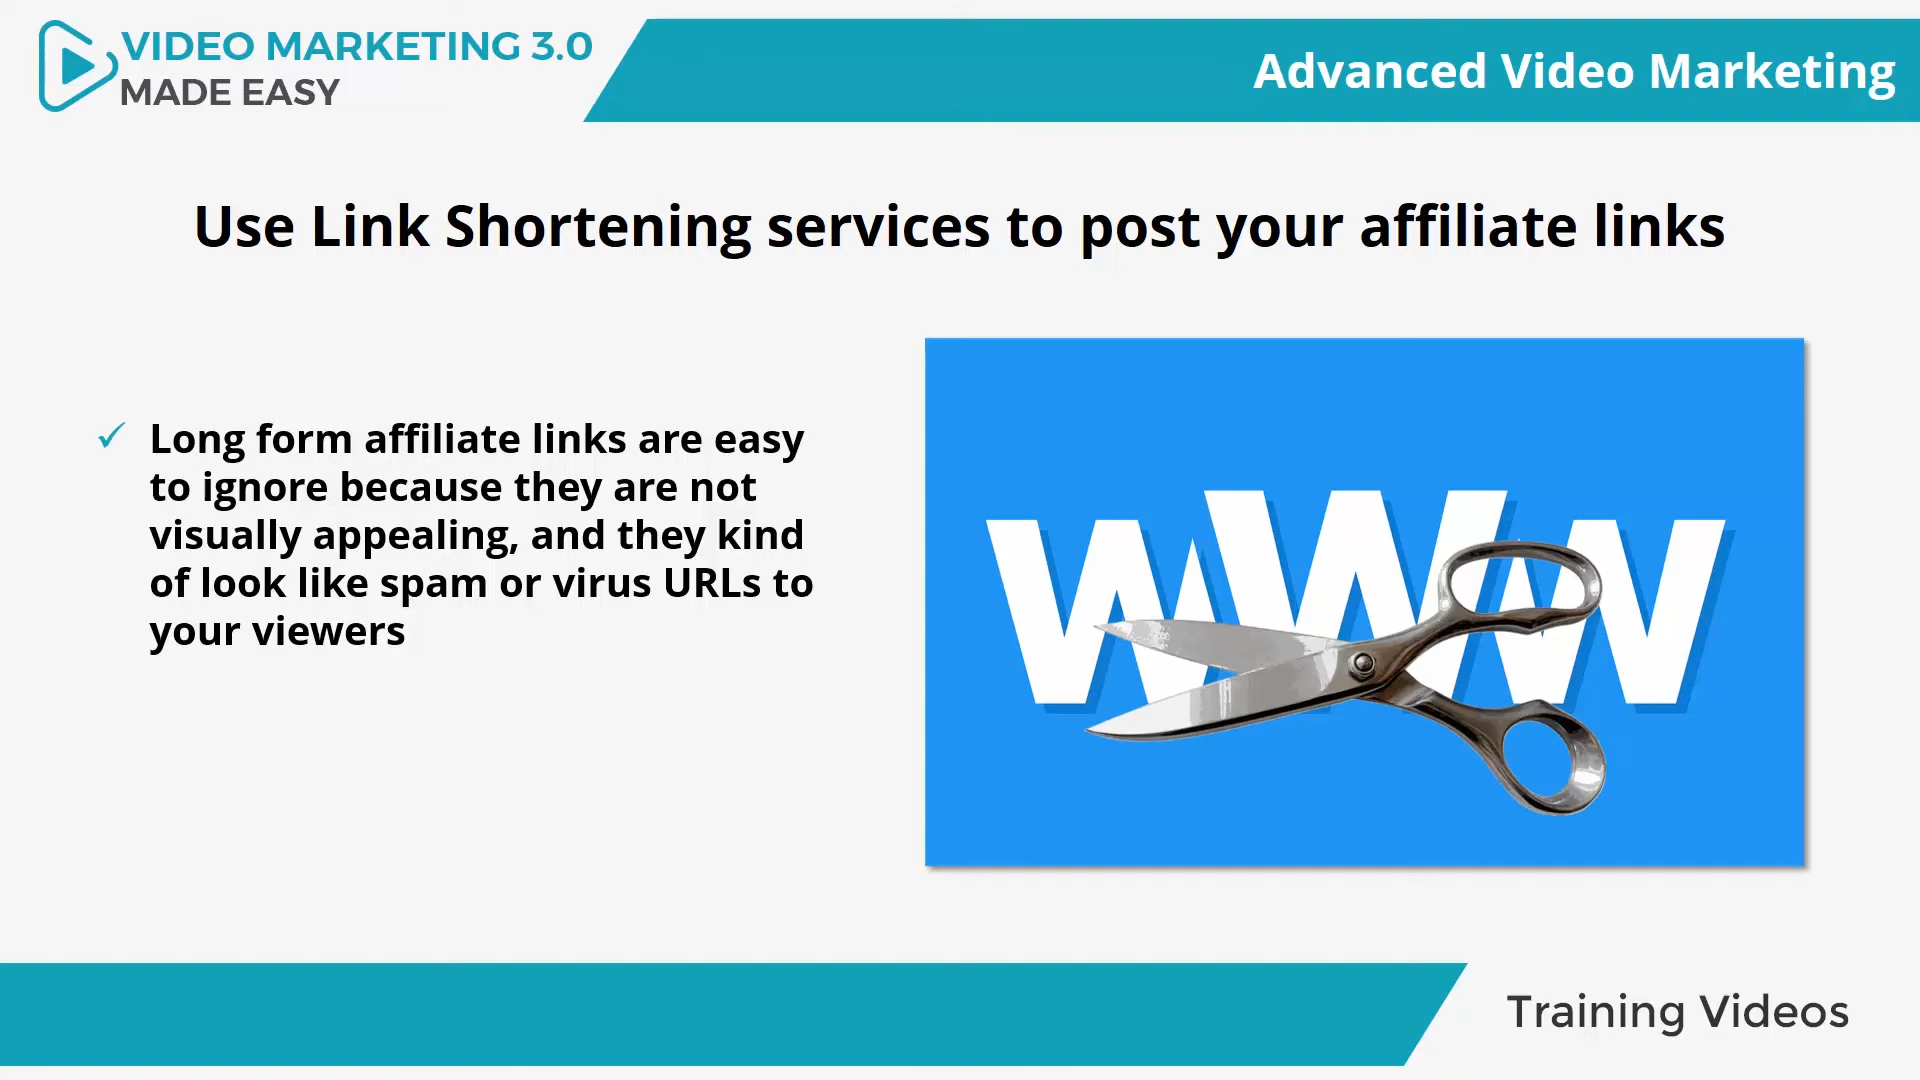 VIDEO MARKETING 3.0
MADE EASY
Advanced Video Marketing
Use Link Shortening services to post your affiliate links
✓ Long form affiliate links are easy
to ignore because they are not
visually appealing, and they kind
of look like spam or virus URLs to
your viewers
WWW
Training Videos